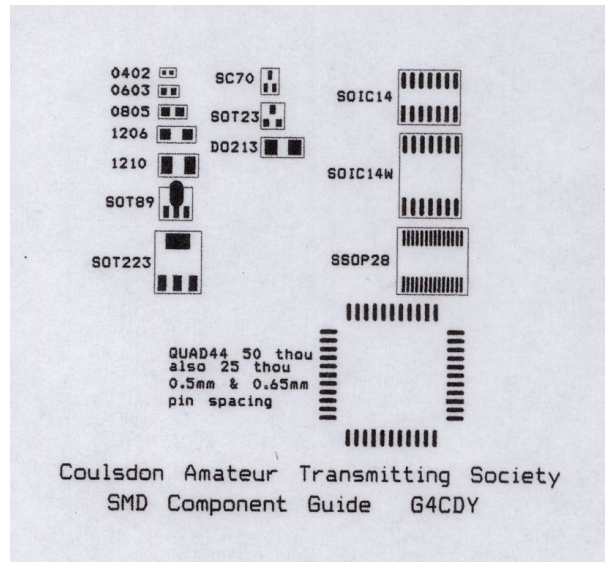 0402
0603
0805
1206
1210
SOT89
SOT223
SC70
SOT23
DO213
SOIC14
SOIC14W
SSOP28
QUAD44 50 thou
also 25 thou
0.5mm & 0.65mm
pin spacing
Coulsdon Amateur Transmitting Society
SMD Component Guide G4CDY